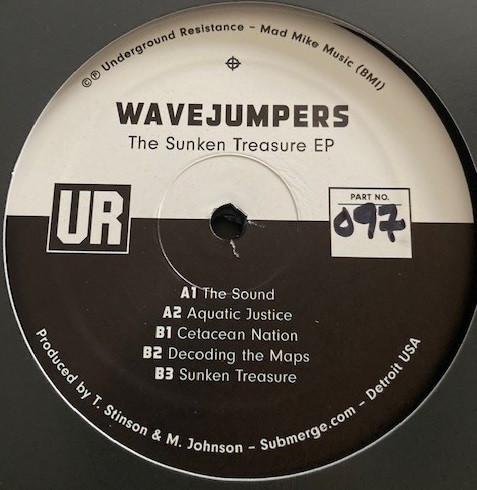 ©℗ Underground Resistance – Mad Mike Music (BMI)
WAVEJUMPERS
The Sunken Treasure EP
UR
PART NO.
097
A1 The Sound
A2 Aquatic Justice
B1 Cetacean Nation
B2 Decoding the Maps
B3 Sunken Treasure
Produced by T. Stinson & M. Johnson – Submerge.com – Detroit USA